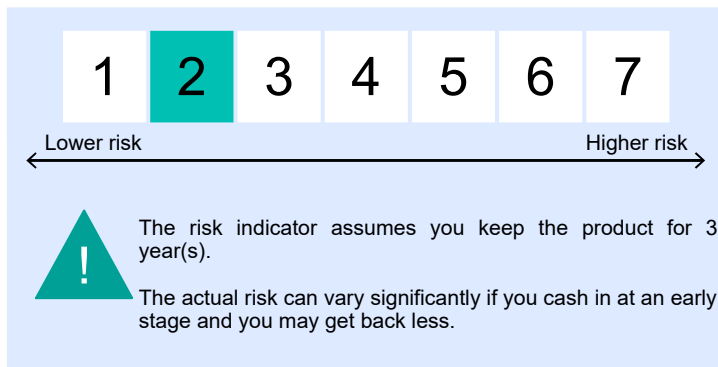 1 2 3 4 5 6 7
Lower risk Higher risk
!
The risk indicator assumes you keep the product for 3
year(s).
The actual risk can vary significantly if you cash in at an early
stage and you may get back less.